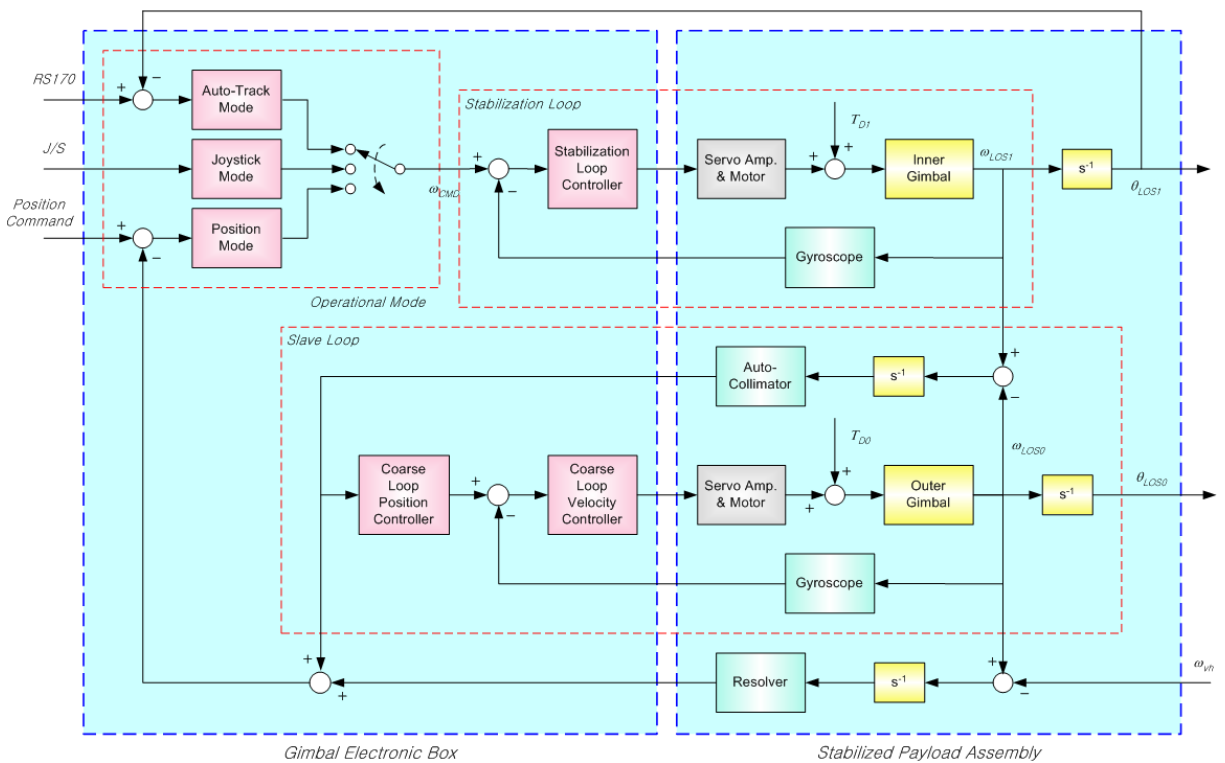 RS170
−
+
Auto-Track
Mode
J/S
Joystick
Mode
Position
Command
+
−
Position
Mode
Operational Mode
ω_CMD
Stabilization Loop
+
−
Stabilization
Loop
Controller
Servo Amp.
& Motor
T_D1
+
+
Inner
Gimbal
ω_LOS1
s⁻¹
θ_LOS1
Gyroscope
Slave Loop
Auto-
Collimator
s⁻¹
+
−
Coarse
Loop
Position
Controller
+
−
Coarse
Loop
Velocity
Controller
Servo Amp.
& Motor
T_D0
+
+
Outer
Gimbal
ω_LOS0
s⁻¹
θ_LOS0
Gyroscope
+
+
Resolver
s⁻¹
+
−
ω_vh
Gimbal Electronic Box
Stabilized Payload Assembly